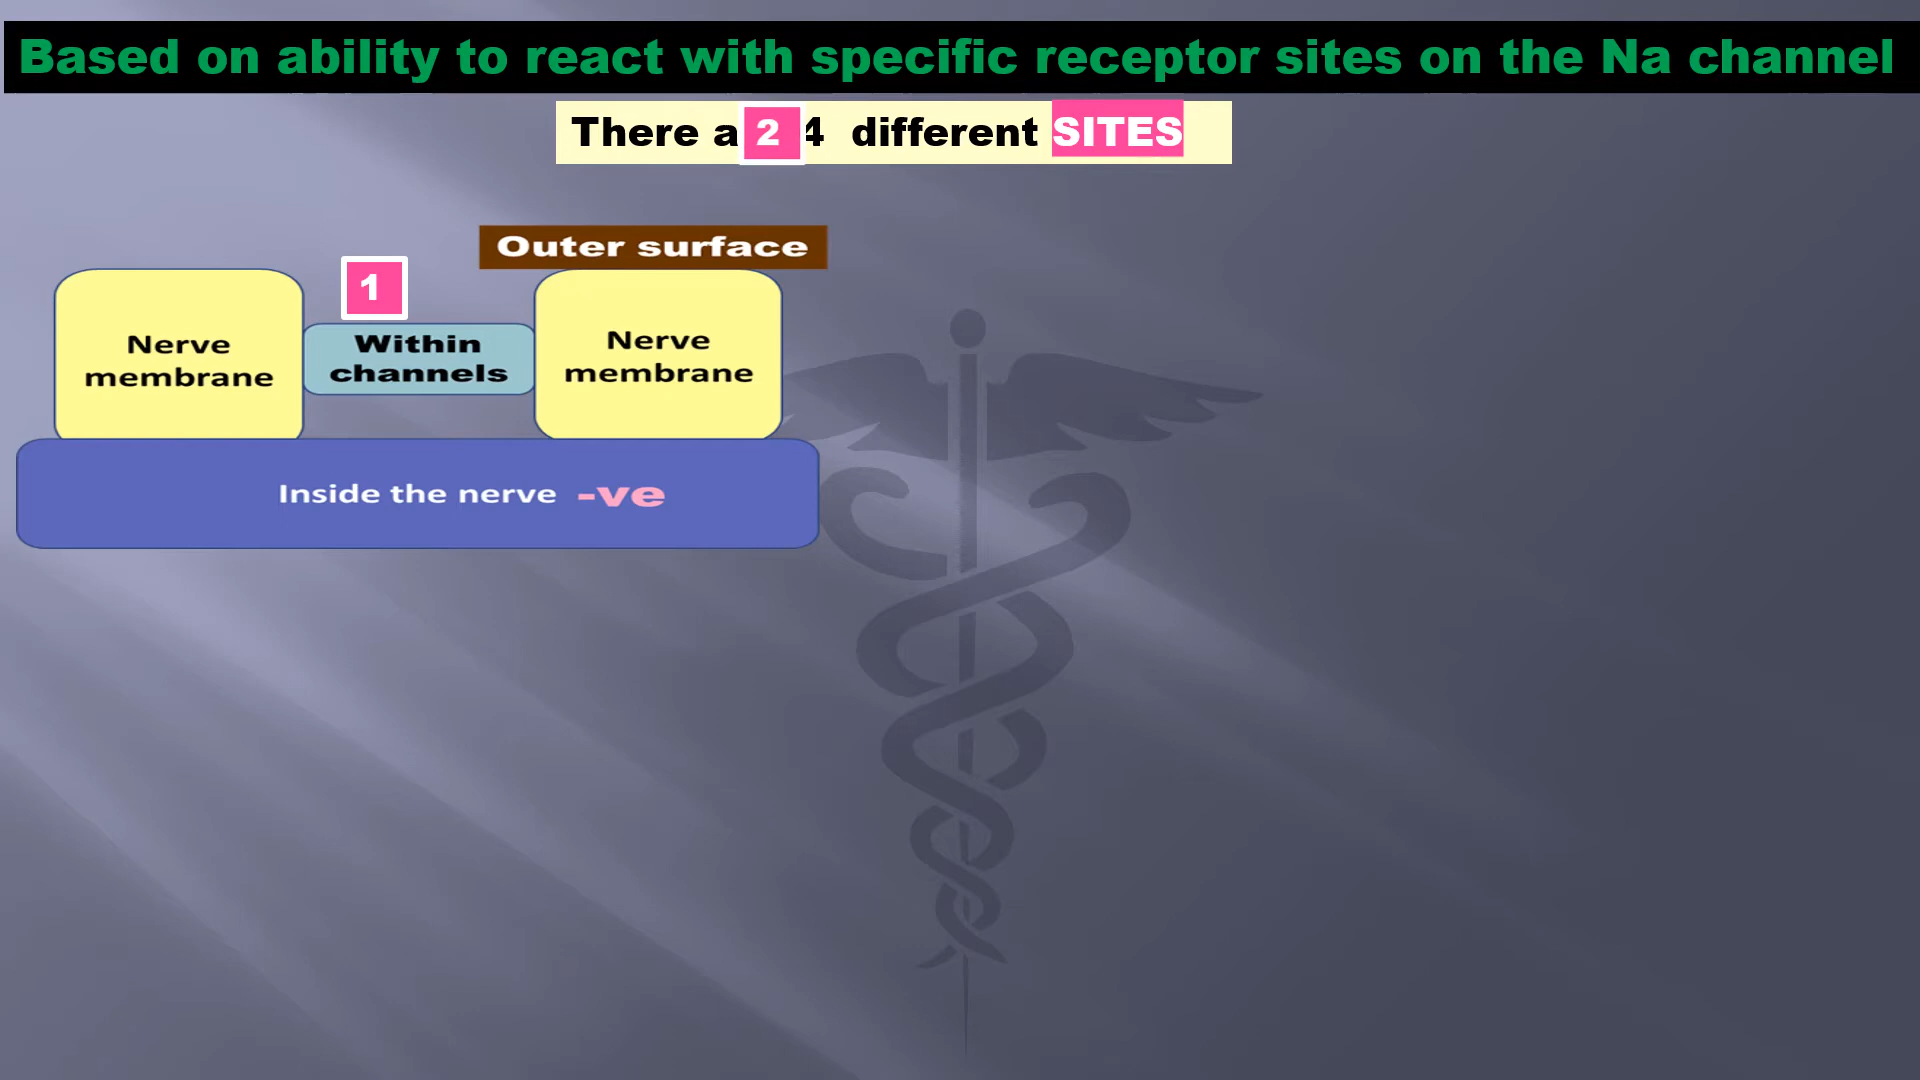 Based on ability to react with specific receptor sites on the Na channel
There a 2 4 different SITES
Outer surface
1
Nerve membrane
Within channels
Nerve membrane
Inside the nerve -ve